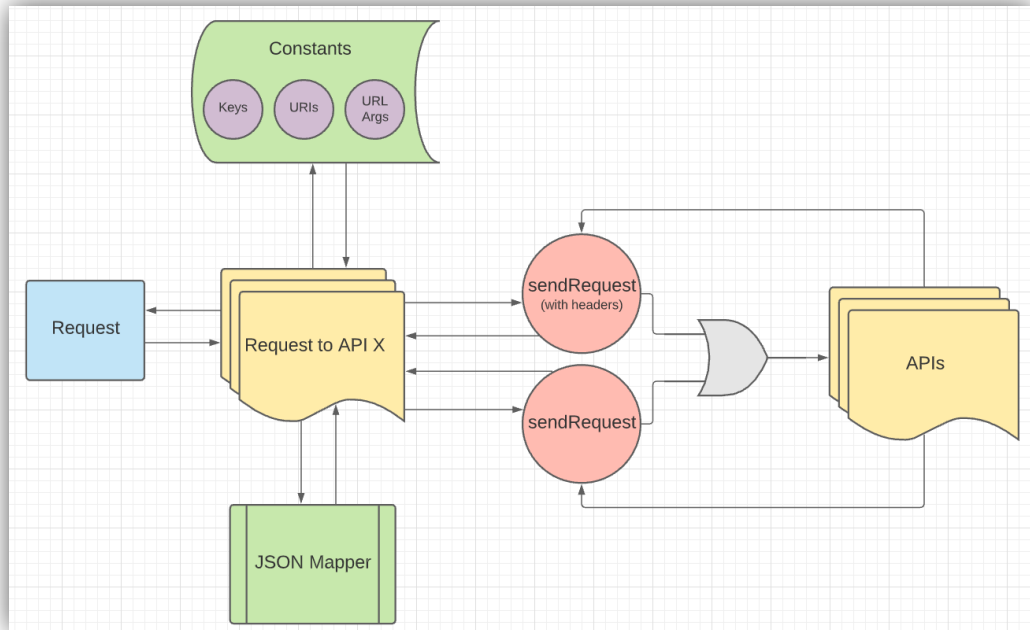 Constants
Keys
URIs
URL
Args
Request
Request to API X
sendRequest
(with headers)
sendRequest
APIs
JSON Mapper